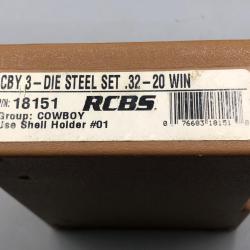 CBY 3-DIE STEEL SET .32-20 WIN
P/N: 18151 RCBS®
Group: COWBOY
Use Shell Holder #01
0 76683 18151 8